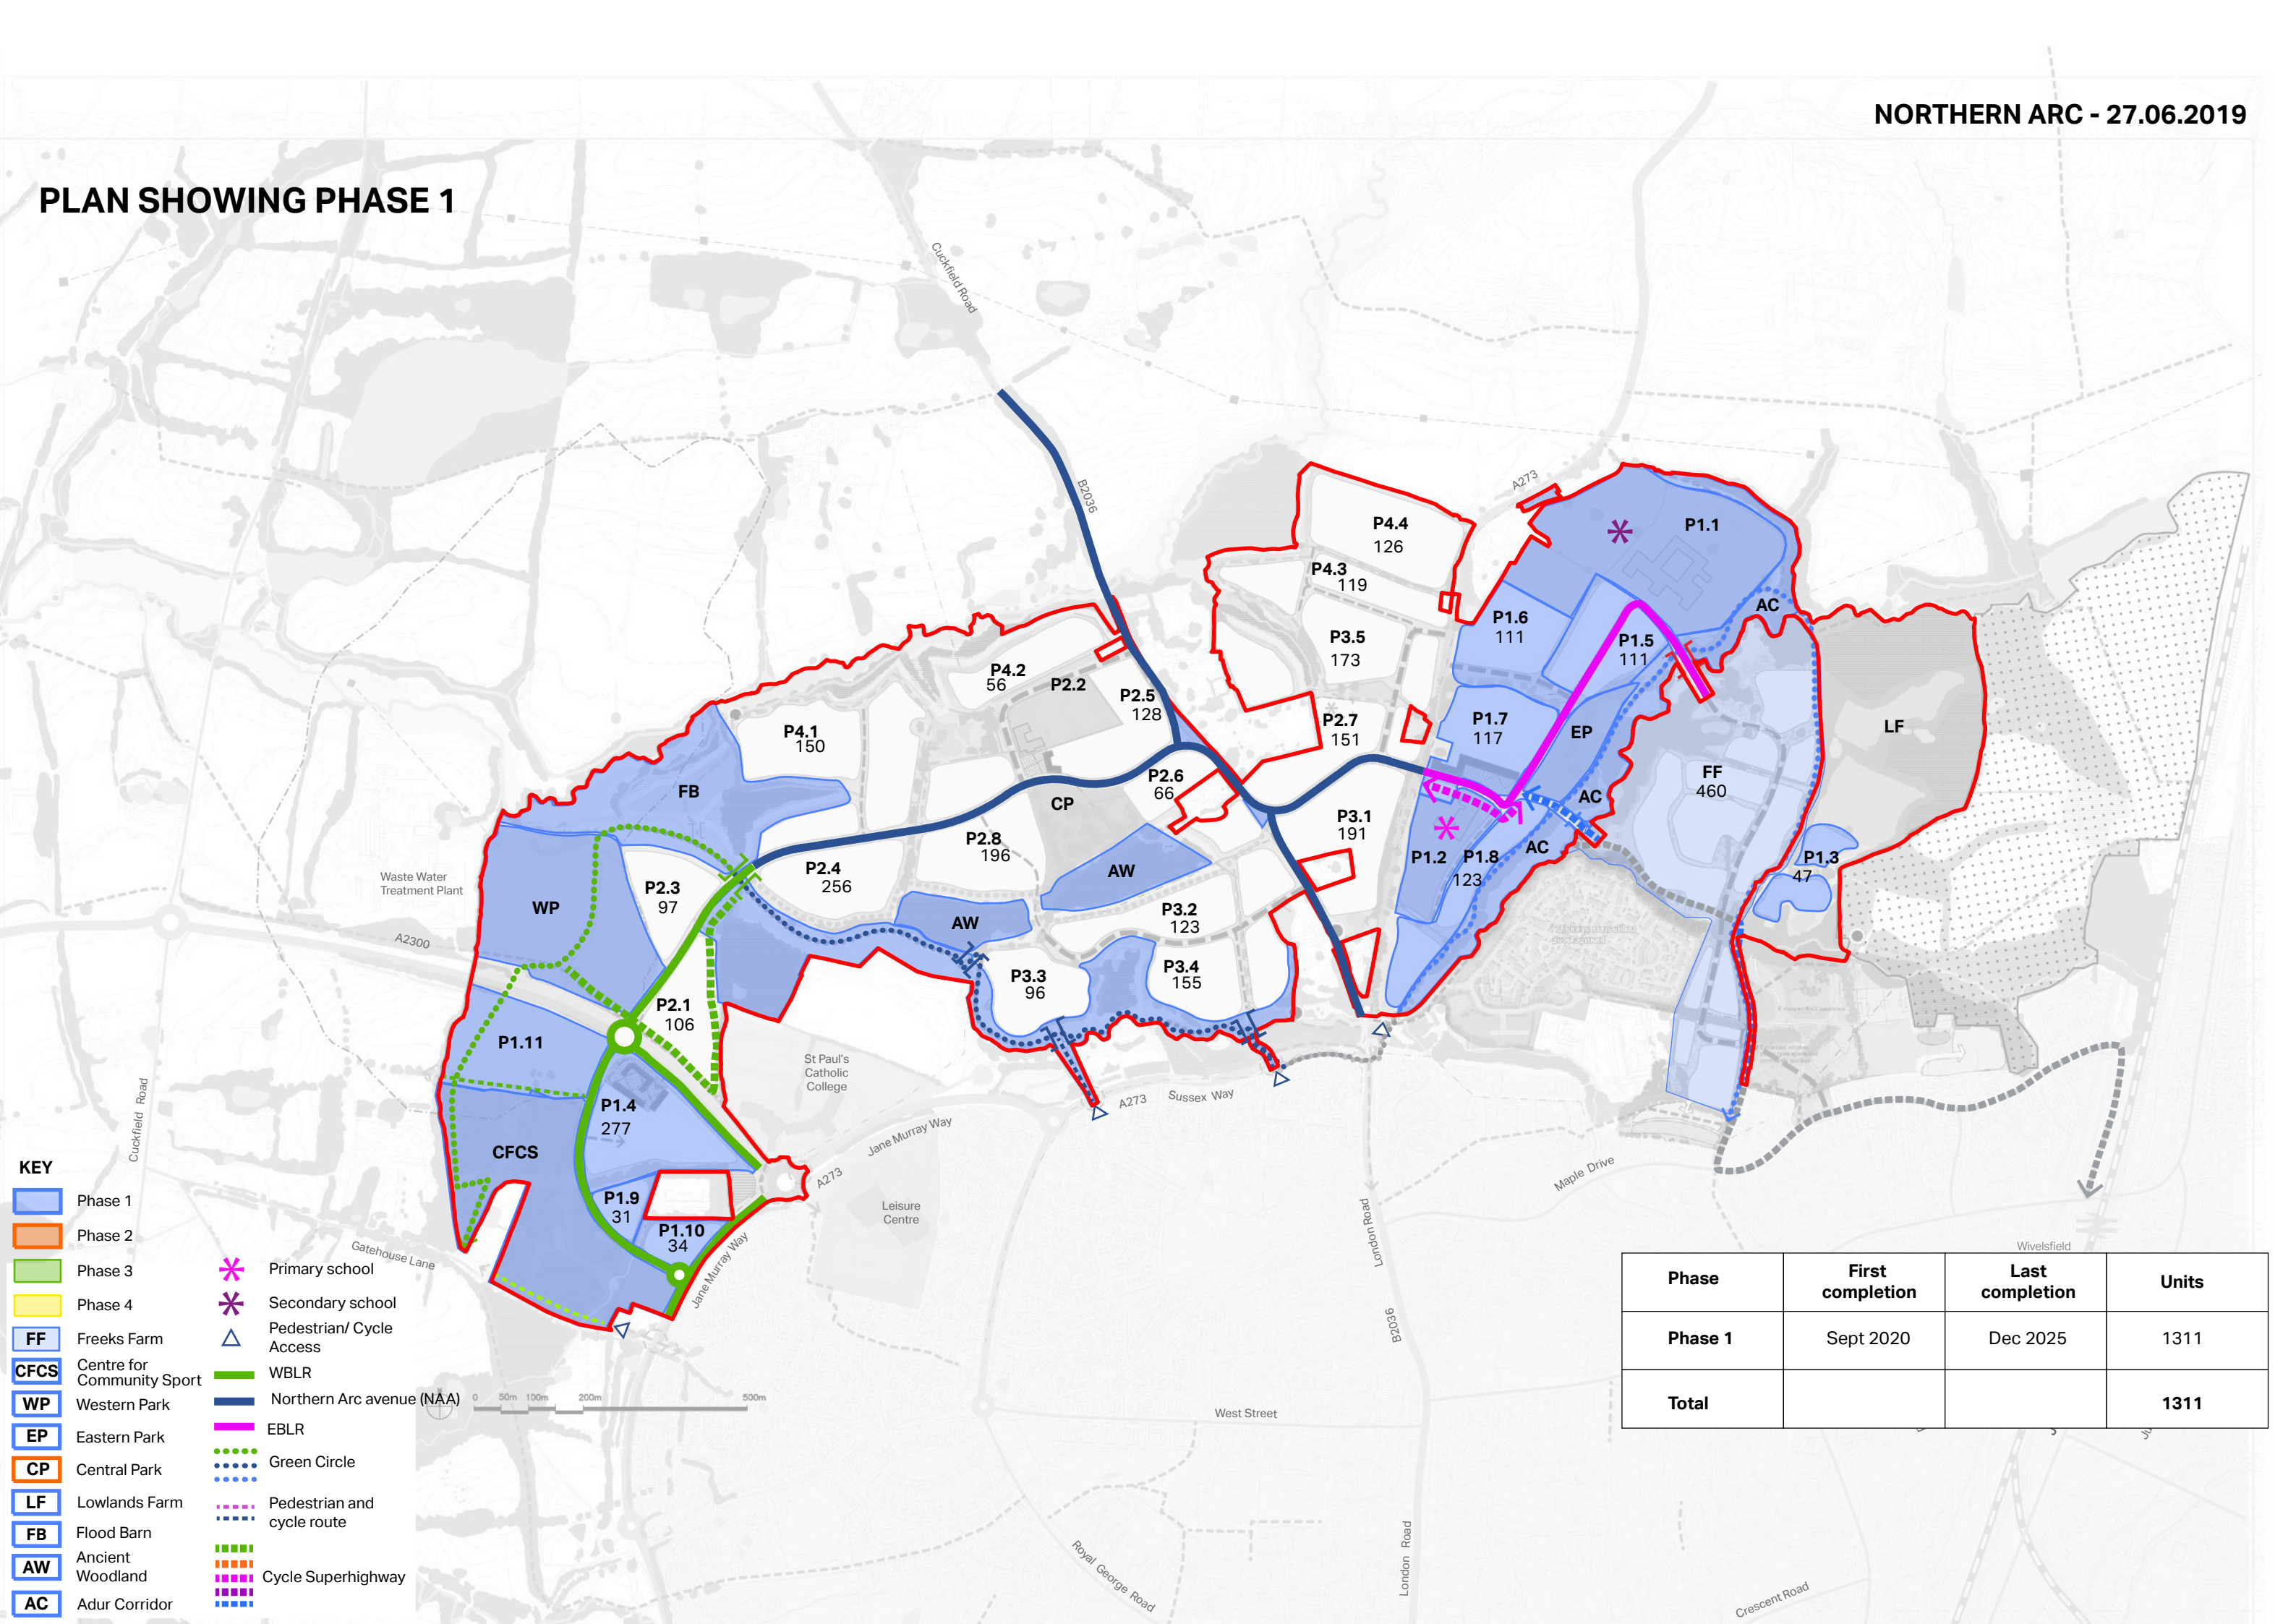 NORTHERN ARC - 27.06.2019
PLAN SHOWING PHASE 1
Cuckfield Road
B2036
A273
P4.4
126
P4.3
119
P1.1
AC
P1.6
111
P1.5
111
P3.5
173
P4.2
56
P2.2
P2.5
128
P2.7
151
P1.7
117
EP
LF
P4.1
150
FB
P2.6
66
CP
FF
460
AC
P3.1
191
P2.8
196
P2.4
256
AW
P1.2
P1.8
123
AC
P1.3
47
Waste Water
Treatment Plant
P2.3
97
WP
AW
P3.2
123
A2300
P3.3
96
P3.4
155
P2.1
106
P1.11
St Paul's
Catholic
College
P1.4
277
A273
Sussex Way
Jane Murray Way
Cuckfield Road
CFCS
A273
Maple Drive
P1.9
31
P1.10
34
Leisure
Centre
London Road
Gatehouse Lane
Jane Murray Way
Wivelsfield
B2036
West Street
London Road
Royal George Road
Crescent Road
0 50m 100m 200m 500m
KEY
Phase 1
Phase 2
Phase 3
Phase 4
FF Freeks Farm
CFCS Centre for
Community Sport
WP Western Park
EP Eastern Park
CP Central Park
LF Lowlands Farm
FB Flood Barn
AW Ancient
Woodland
AC Adur Corridor
Primary school
Secondary school
Pedestrian/ Cycle
Access
WBLR
Northern Arc avenue (NAA)
EBLR
Green Circle
Pedestrian and
cycle route
Cycle Superhighway
Phase First completion Last completion Units
Phase 1 Sept 2020 Dec 2025 1311
Total 1311